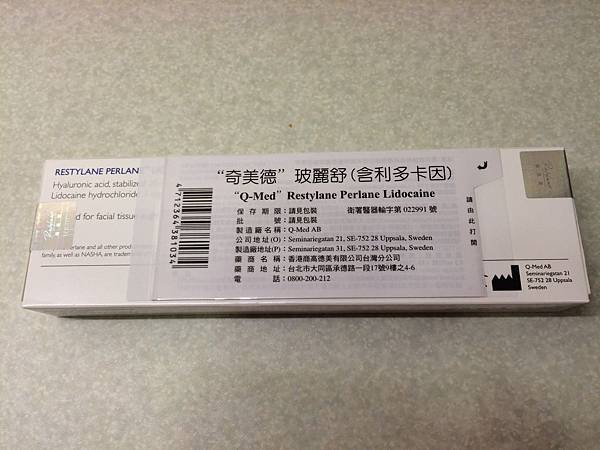 RESTYLANE PERLANE
Hyaluronic acid, stabilize
Lidocaine hydrochloride
d for facial tissue
Perlane and all other prod
family, as well as NASHA, are tradem
4712364381034
“奇美德”玻麗舒(含利多卡因)
“Q-Med” Restylane Perlane Lidocaine
保存期限：請見包裝 衛署醫器輸字第 022991 號
批號：請見包裝
製造廠名稱：Q-Med AB
公司地址(O)：Seminariegatan 21, SE-752 28 Uppsala, Sweden
製造廠地址(P)：Seminariegatan 31, SE-752 28 Uppsala, Sweden
藥商名稱：香港商高德美有限公司台灣分公司
藥商地址：台北市大同區承德路一段17號9樓之4-6
電話：0800-200-212
請由此打開
Q-Med AB
Seminariegatan 21
SE-752 28 Uppsala
Sweden